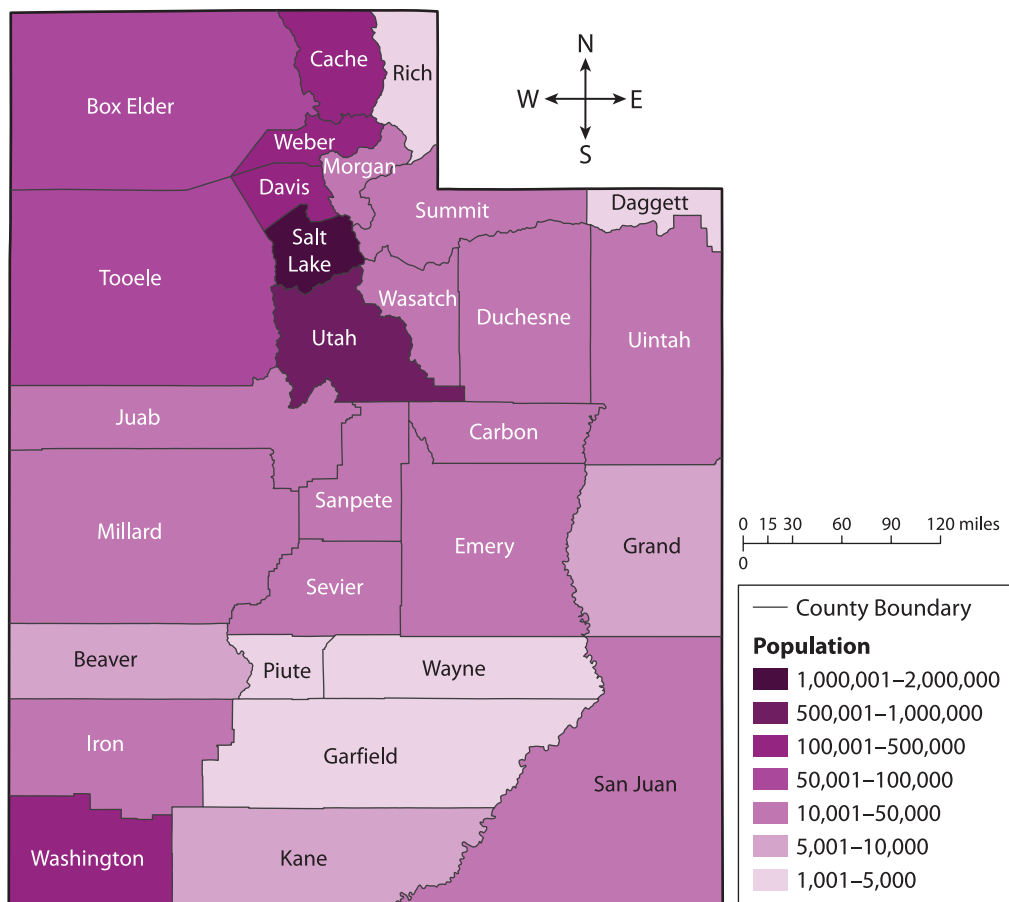 Cache
Rich
Box Elder
Weber
Morgan
Davis
Summit
Daggett
Salt
Lake
Tooele
Wasatch
Duchesne
Uintah
Utah
Juab
Carbon
Sanpete
Millard
Emery
Grand
Sevier
Beaver
Piute
Wayne
Iron
Garfield
San Juan
Washington
Kane
N
W E
S
0 15 30 60 90 120 miles
0
County Boundary
Population
1,000,001–2,000,000
500,001–1,000,000
100,001–500,000
50,001–100,000
10,001–50,000
5,001–10,000
1,001–5,000